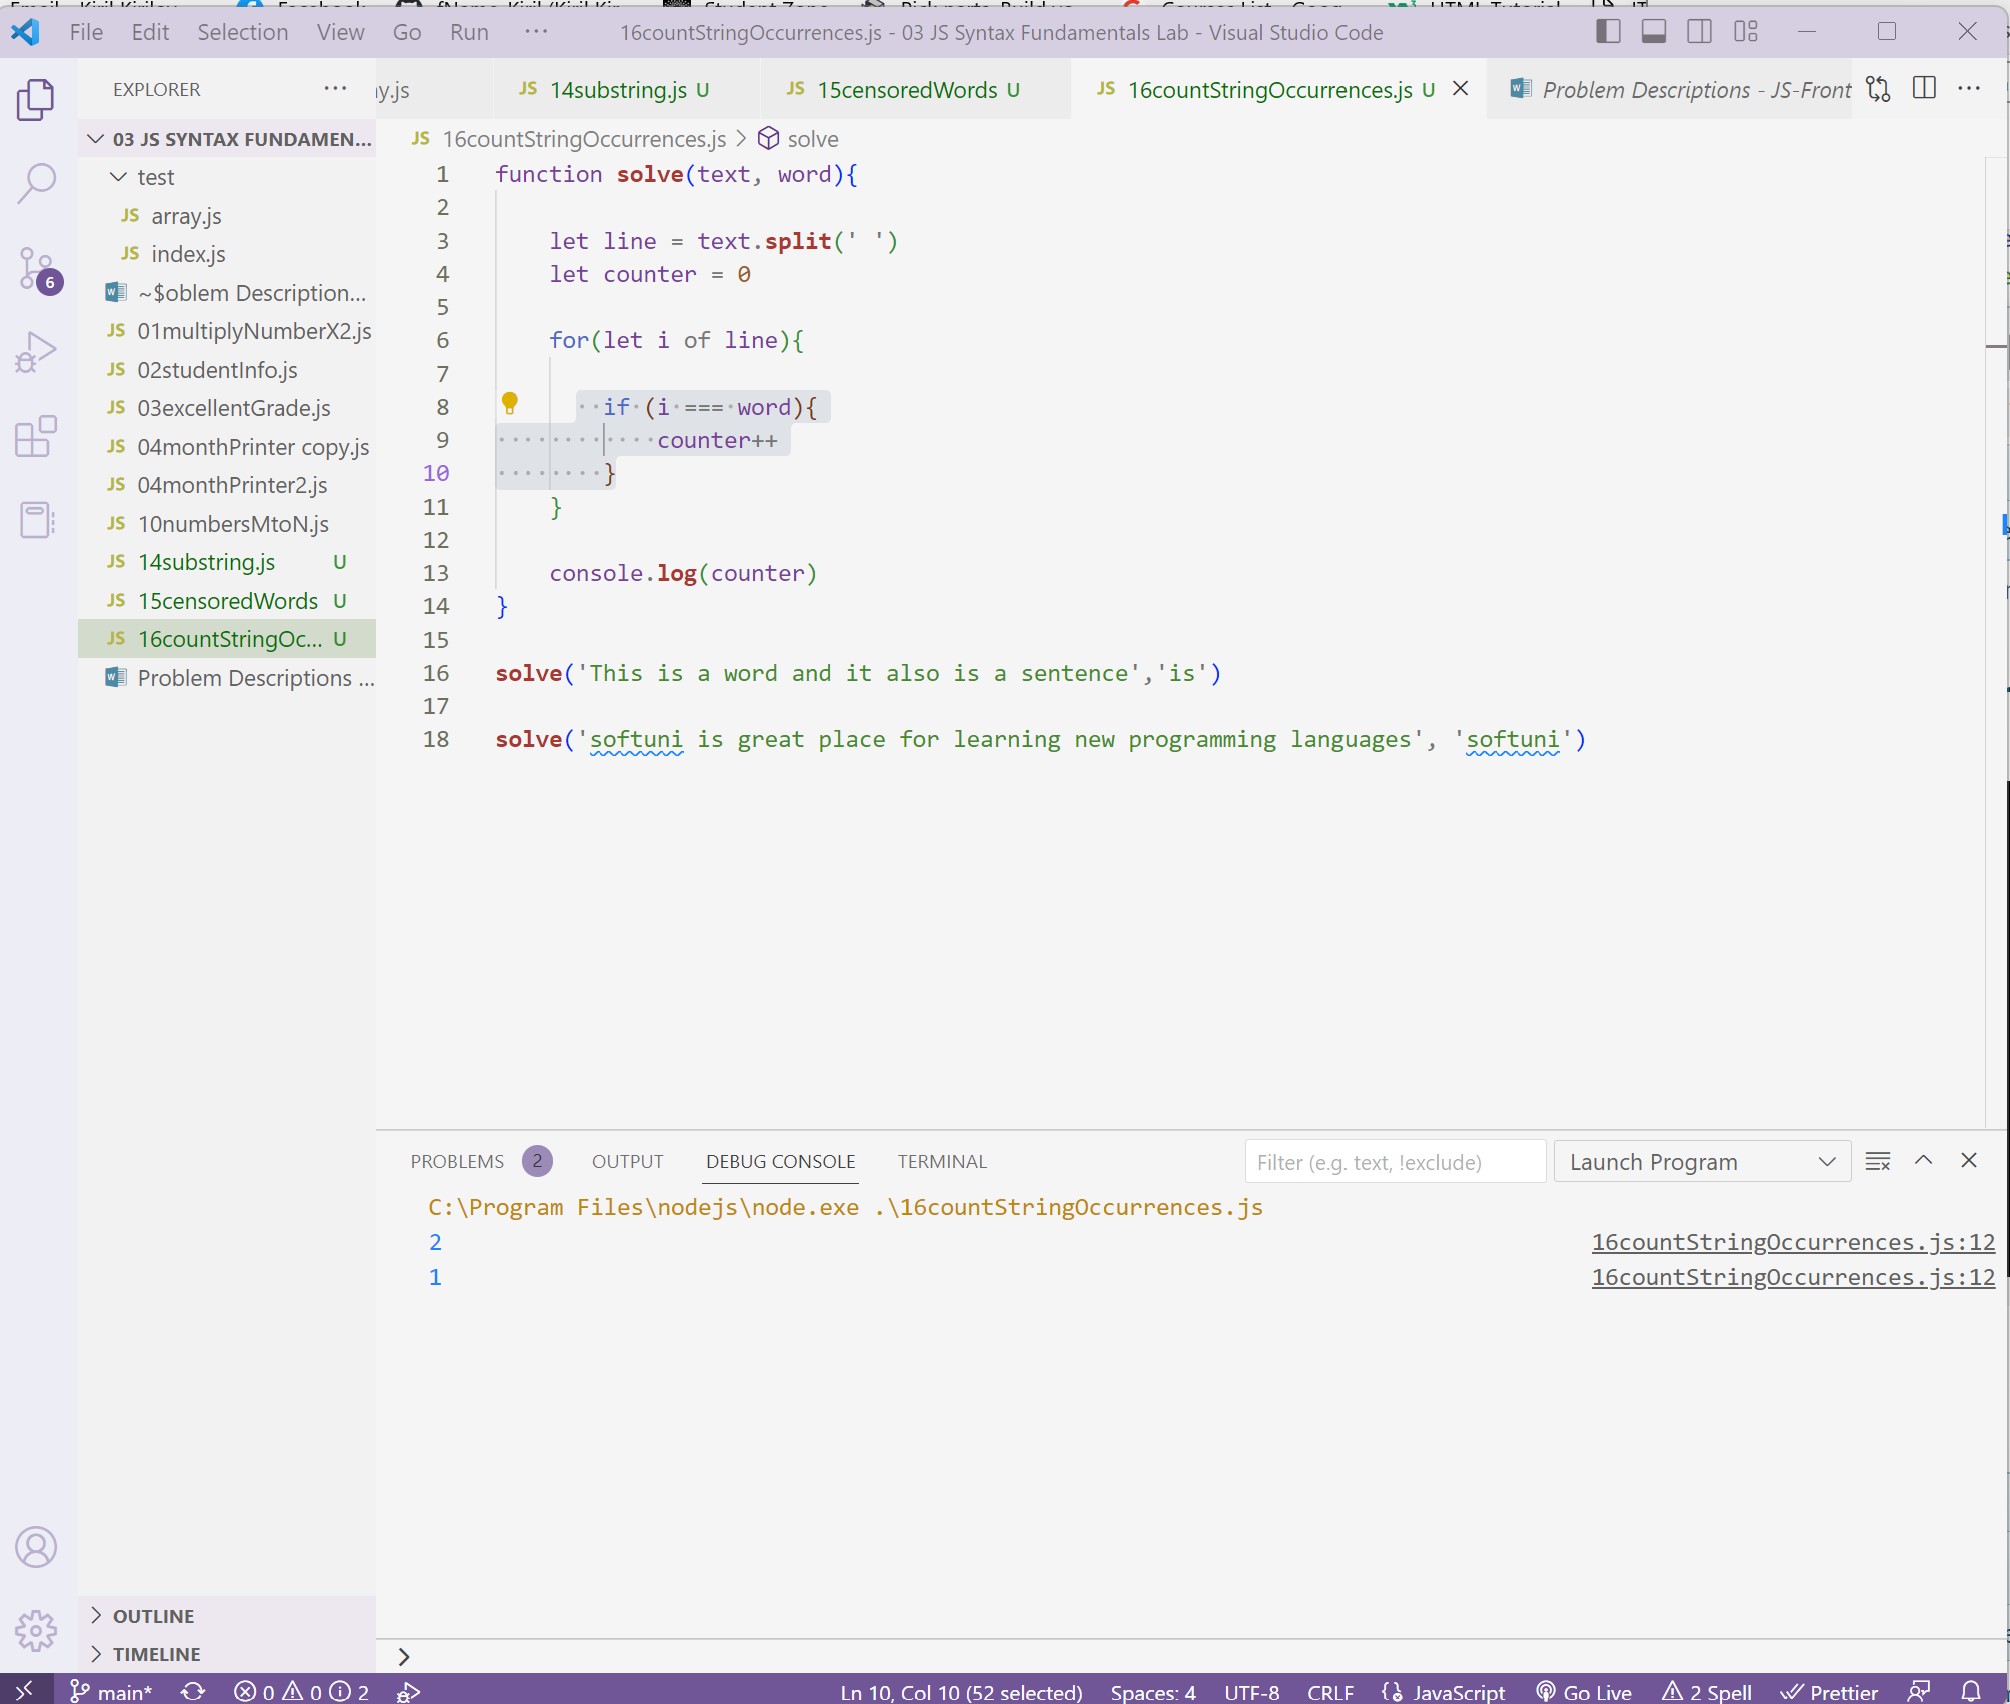 File Edit Selection View Go Run ··· 16countStringOccurrences.js - 03 JS Syntax Fundamentals Lab - Visual Studio Code
EXPLORER ··· y.js JS 14substring.js U JS 15censoredWords U JS 16countStringOccurrences.js U Problem Descriptions - JS-Front ···
03 JS SYNTAX FUNDAMEN...
JS 16countStringOccurrences.js > solve
test
JS array.js
JS index.js
~$oblem Description...
JS 01multiplyNumberX2.js
JS 02studentInfo.js
JS 03excellentGrade.js
JS 04monthPrinter copy.js
JS 04monthPrinter2.js
JS 10numbersMtoN.js
JS 14substring.js U
JS 15censoredWords U
JS 16countStringOc... U
Problem Descriptions ...
6
OUTLINE
TIMELINE
1 function solve(text, word){
2
3 let line = text.split(' ')
4 let counter = 0
5
6 for(let i of line){
7
8 if (i === word){
9 counter++
10 }
11 }
12
13 console.log(counter)
14 }
15
16 solve('This is a word and it also is a sentence','is')
17
18 solve('softuni is great place for learning new programming languages', 'softuni')
PROBLEMS 2 OUTPUT DEBUG CONSOLE TERMINAL Filter (e.g. text, !exclude) Launch Program
C:\Program Files\nodejs\node.exe .\16countStringOccurrences.js
2 16countStringOccurrences.js:12
1 16countStringOccurrences.js:12
>
main* 0 0 2 Ln 10, Col 10 (52 selected) Spaces: 4 UTF-8 CRLF JavaScript Go Live 2 Spell Prettier